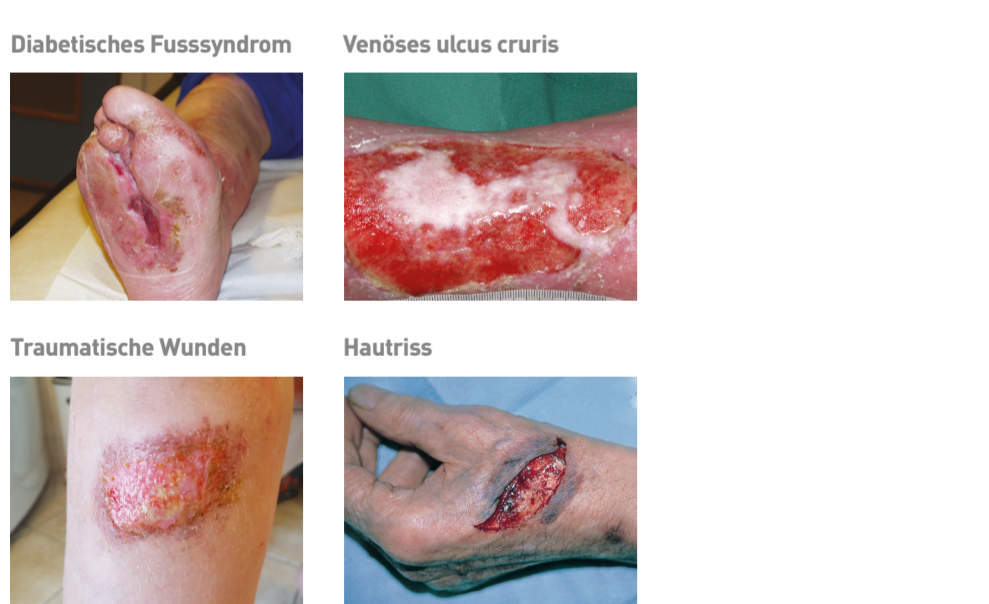 Diabetisches Fusssyndrom
Venöses ulcus cruris
Traumatische Wunden
Hautriss